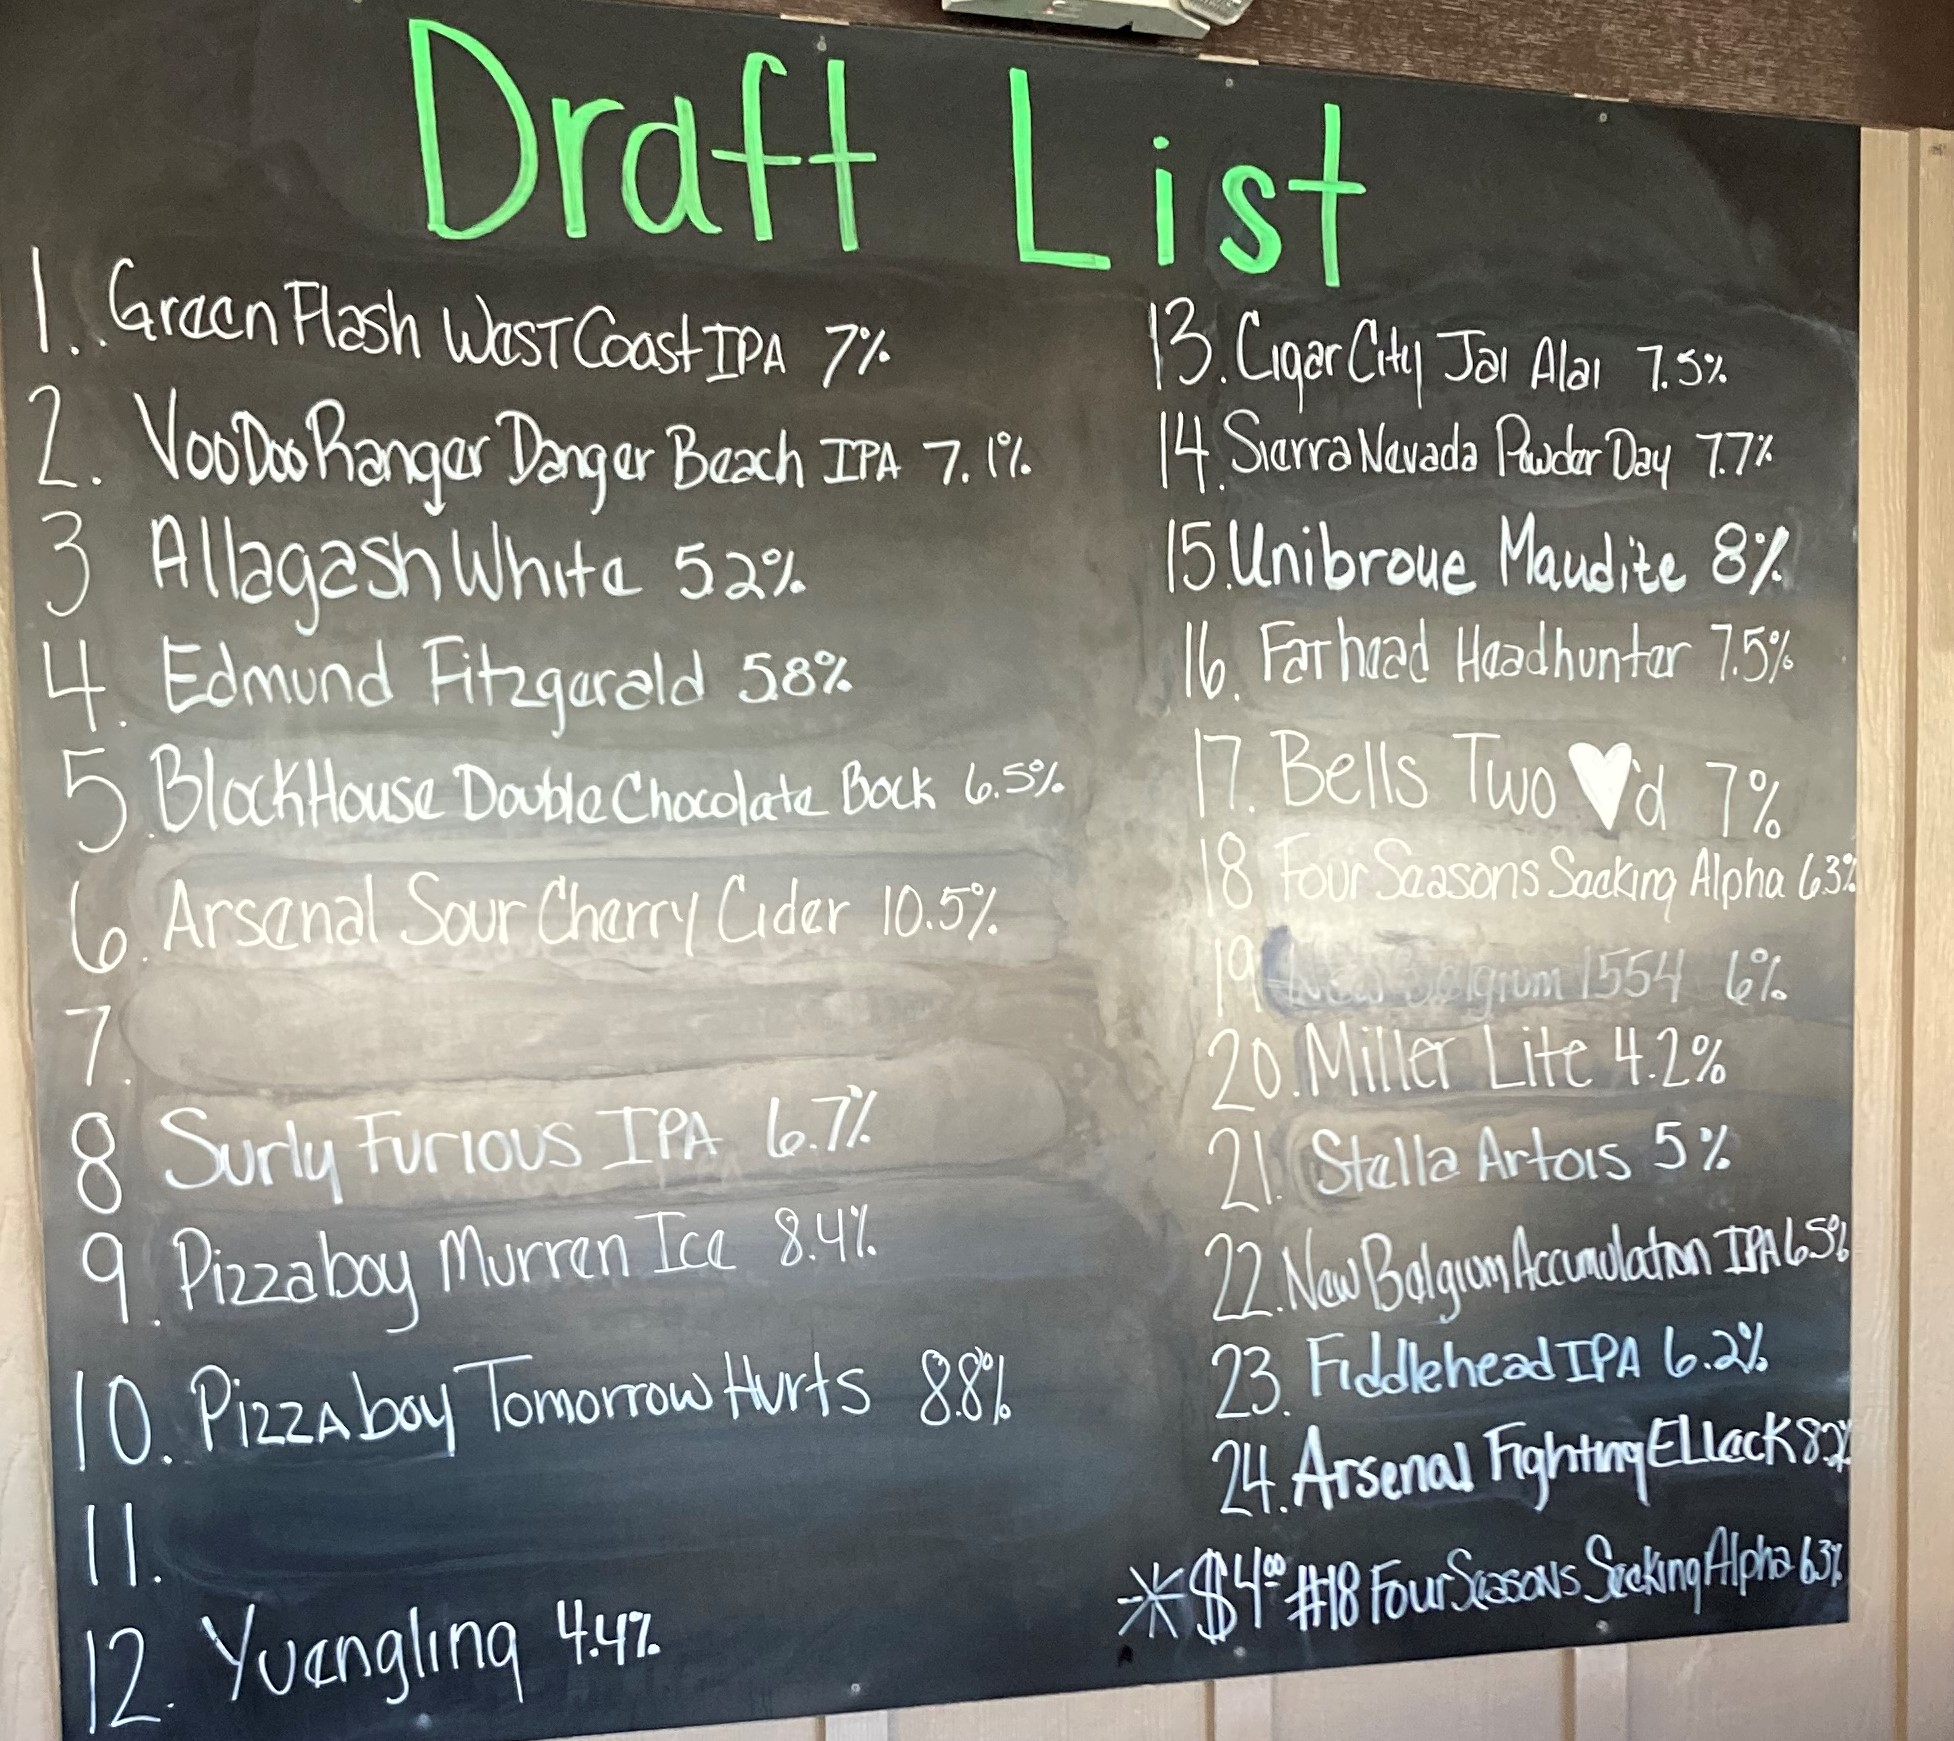 Draft List
1. Green Flash West Coast IPA 7%
2. VooDoo Ranger Danger Beach IPA 7.1%
3 Allagash White 5.2%
4. Edmund Fitzgerald 5.8%
5. Block House Double Chocolate Bock 6.5%
6. Arsenal Sour Cherry Cider 10.5%
7.
8 Surly Furious IPA 6.7%
9. Pizzaboy Murren Ice 8.4%
10. Pizzaboy Tomorrow Hurts 8.8%
11.
12. Yuengling 4.4%
13. Cigar City Jai Alai 7.5%
14. Sierra Nevada Powder Day 7.7%
15. Unibroue Maudite 8%
16. Fathead Headhunter 7.5%
17. Bells Two ♥'d 7%
18 Four Seasons Seeking Alpha 6.3%
19 New Belgium 1554 6%
20. Miller Lite 4.2%
21. Stella Artois 5%
22. New Belgium Accumulation IPA 6.5%
23. Fiddlehead IPA 6.2%
24. Arsenal Fighting ELLeck 8.2%
* $4.00 #18 Four Seasons Seeking Alpha 6.3%